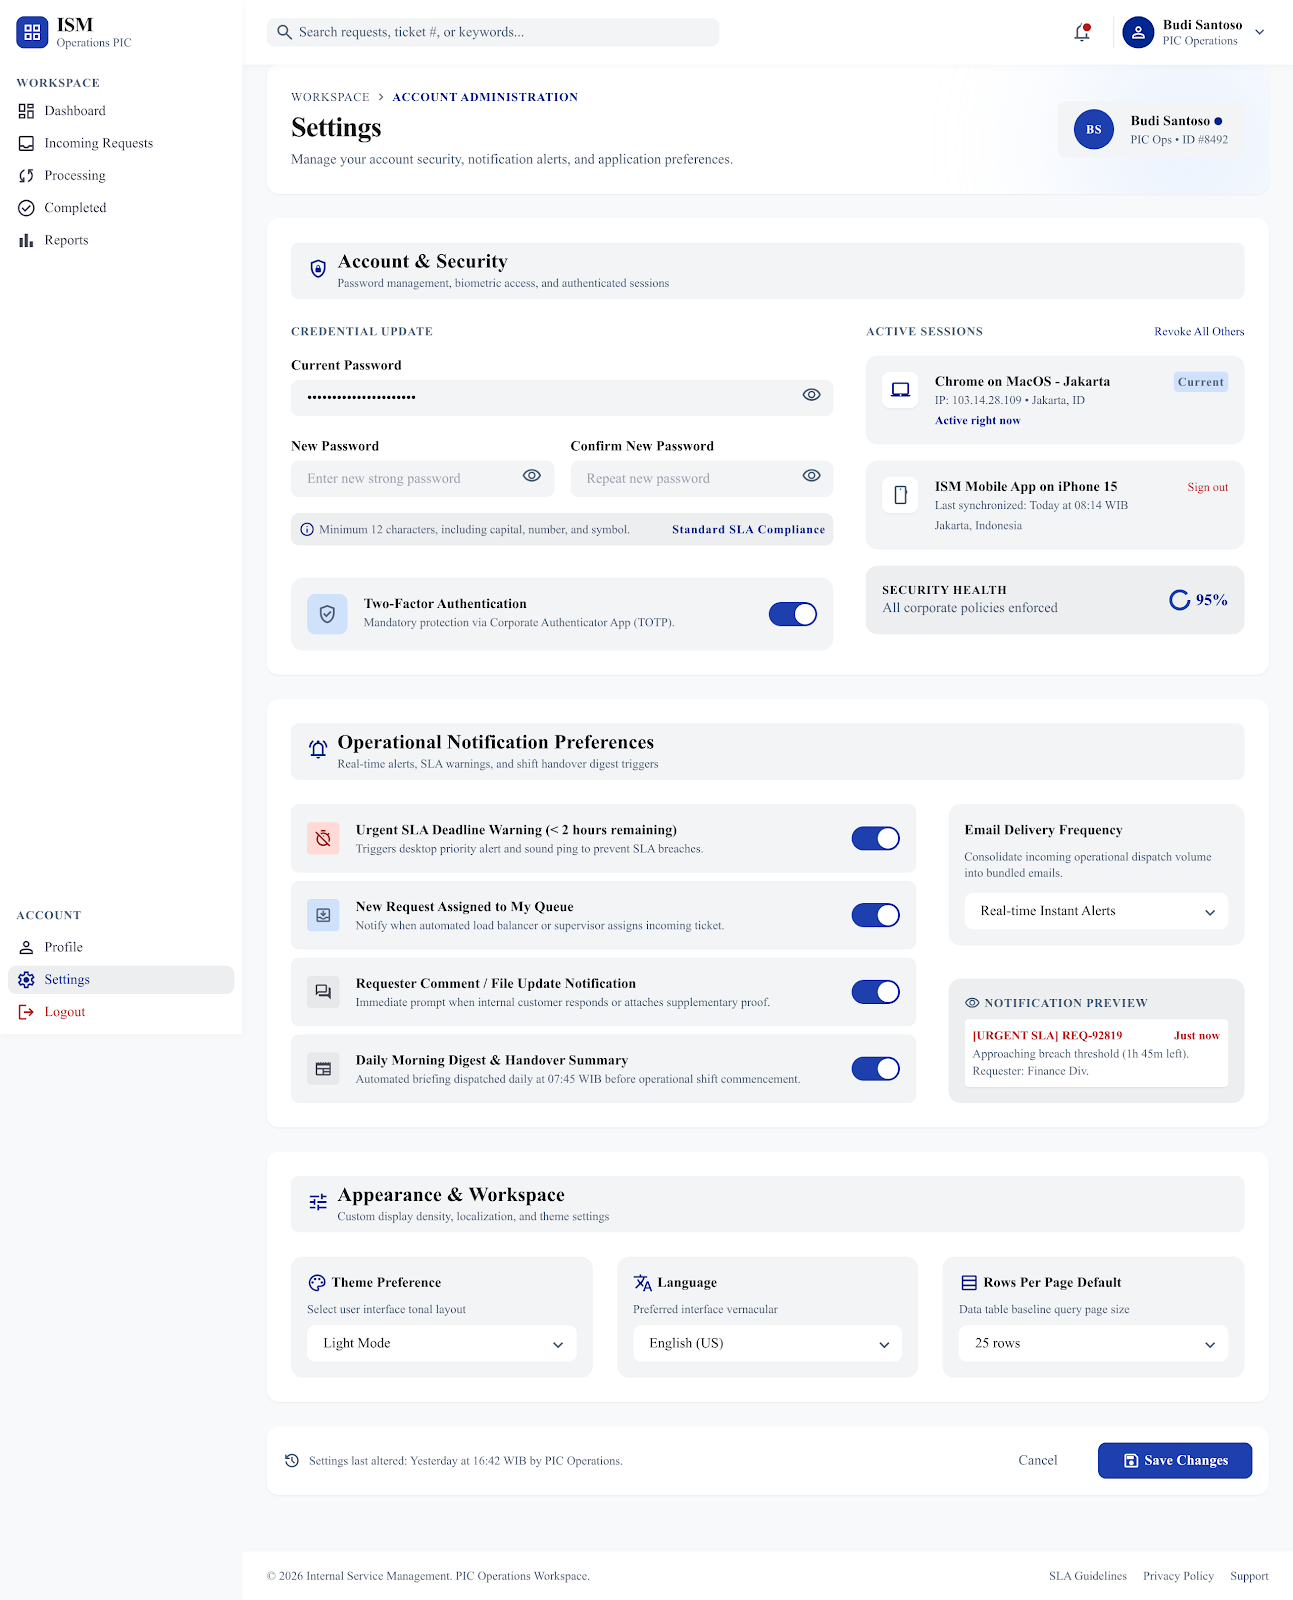 ISM
Operations PIC
WORKSPACE
Dashboard
Incoming Requests
Processing
Completed
Reports
ACCOUNT
Profile
Settings
Logout
Search requests, ticket #, or keywords...
Budi Santoso
PIC Operations
WORKSPACE > ACCOUNT ADMINISTRATION
Settings
Manage your account security, notification alerts, and application preferences.
BS
Budi Santoso
PIC Ops • ID #8492
Account & Security
Password management, biometric access, and authenticated sessions
CREDENTIAL UPDATE
Current Password
••••••••••••••••••••••
New Password
Enter new strong password
Confirm New Password
Repeat new password
Minimum 12 characters, including capital, number, and symbol.
Standard SLA Compliance
Two-Factor Authentication
Mandatory protection via Corporate Authenticator App (TOTP).
ACTIVE SESSIONS
Revoke All Others
Chrome on MacOS - Jakarta
Current
IP: 103.14.28.109 • Jakarta, ID
Active right now
ISM Mobile App on iPhone 15
Sign out
Last synchronized: Today at 08:14 WIB
Jakarta, Indonesia
SECURITY HEALTH
All corporate policies enforced
95%
Operational Notification Preferences
Real-time alerts, SLA warnings, and shift handover digest triggers
Urgent SLA Deadline Warning (< 2 hours remaining)
Triggers desktop priority alert and sound ping to prevent SLA breaches.
New Request Assigned to My Queue
Notify when automated load balancer or supervisor assigns incoming ticket.
Requester Comment / File Update Notification
Immediate prompt when internal customer responds or attaches supplementary proof.
Daily Morning Digest & Handover Summary
Automated briefing dispatched daily at 07:45 WIB before operational shift commencement.
Email Delivery Frequency
Consolidate incoming operational dispatch volume
into bundled emails.
Real-time Instant Alerts
NOTIFICATION PREVIEW
[URGENT SLA] REQ-92819
Just now
Approaching breach threshold (1h 45m left).
Requester: Finance Div.
Appearance & Workspace
Custom display density, localization, and theme settings
Theme Preference
Select user interface tonal layout
Light Mode
Language
Preferred interface vernacular
English (US)
Rows Per Page Default
Data table baseline query page size
25 rows
Settings last altered: Yesterday at 16:42 WIB by PIC Operations.
Cancel
Save Changes
© 2026 Internal Service Management. PIC Operations Workspace.
SLA Guidelines
Privacy Policy
Support